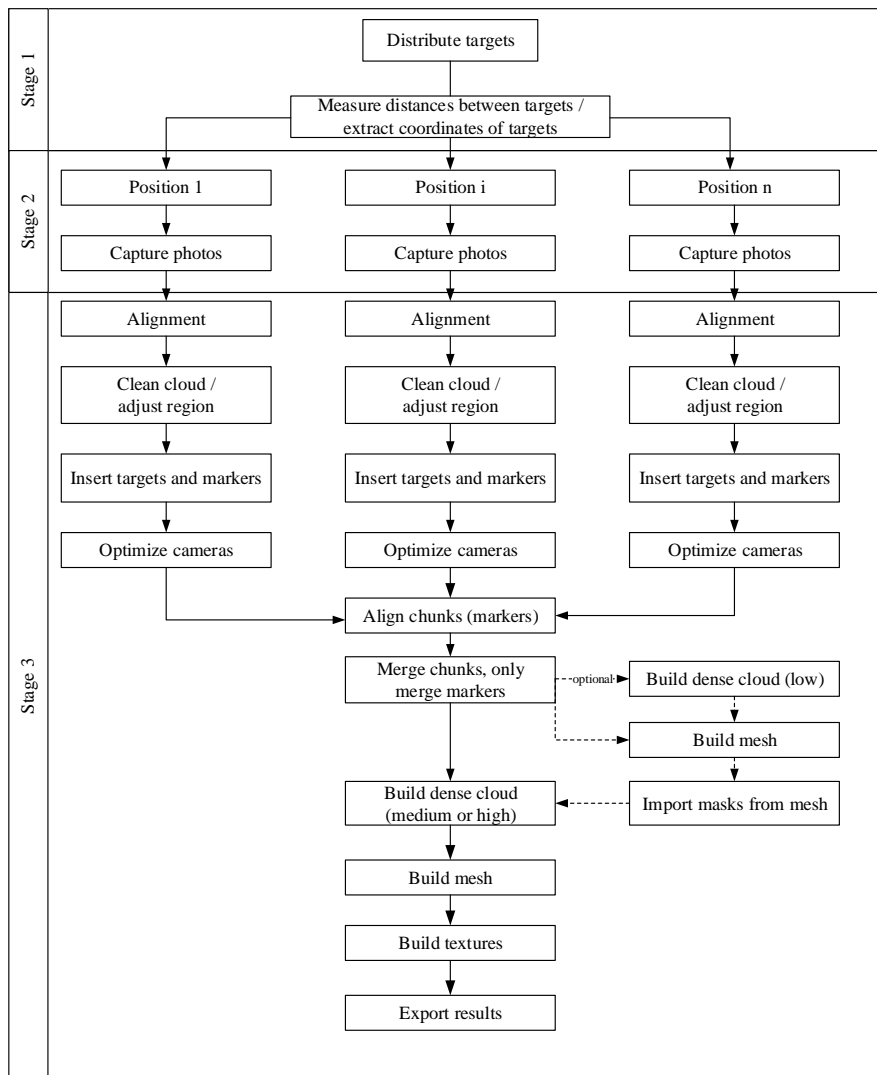 Stage 1
Distribute targets
Measure distances between targets /
extract coordinates of targets
Stage 2
Position 1
Position i
Position n
Capture photos
Capture photos
Capture photos
Stage 3
Alignment
Alignment
Alignment
Clean cloud /
adjust region
Clean cloud /
adjust region
Clean cloud /
adjust region
Insert targets and markers
Insert targets and markers
Insert targets and markers
Optimize cameras
Optimize cameras
Optimize cameras
Align chunks (markers)
Merge chunks, only
merge markers
optional
Build dense cloud (low)
Build mesh
Import masks from mesh
Build dense cloud
(medium or high)
Build mesh
Build textures
Export results